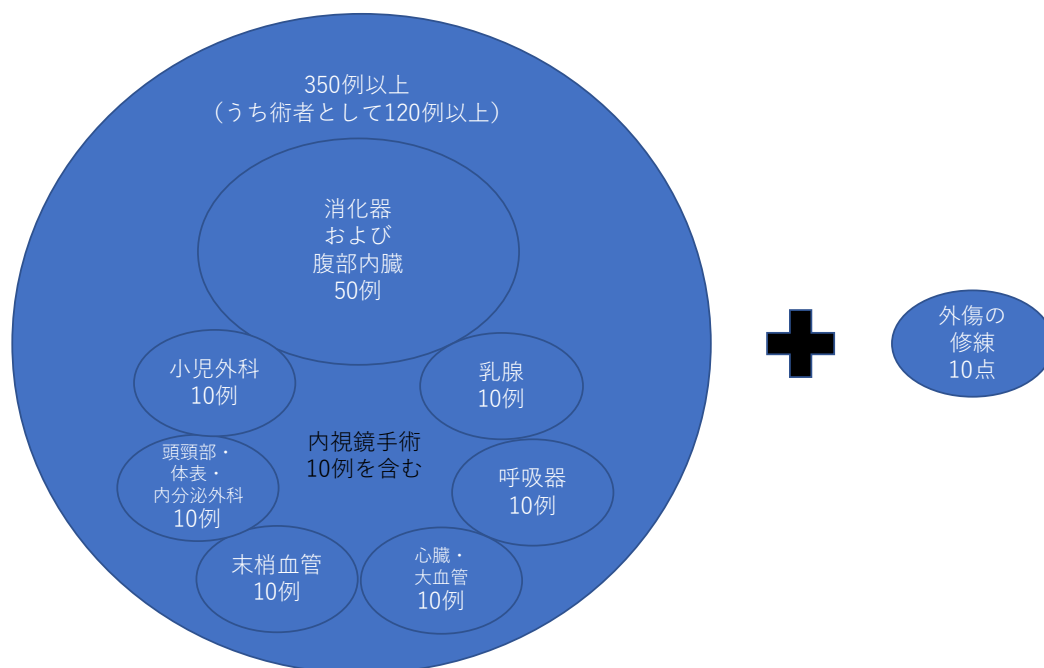 350例以上
（うち術者として120例以上）
消化器
および
腹部内臓
50例
小児外科
10例
乳腺
10例
内視鏡手術
10例を含む
頭頸部・
体表・
内分泌外科
10例
呼吸器
10例
末梢血管
10例
心臓・
大血管
10例
外傷の
修練
10点